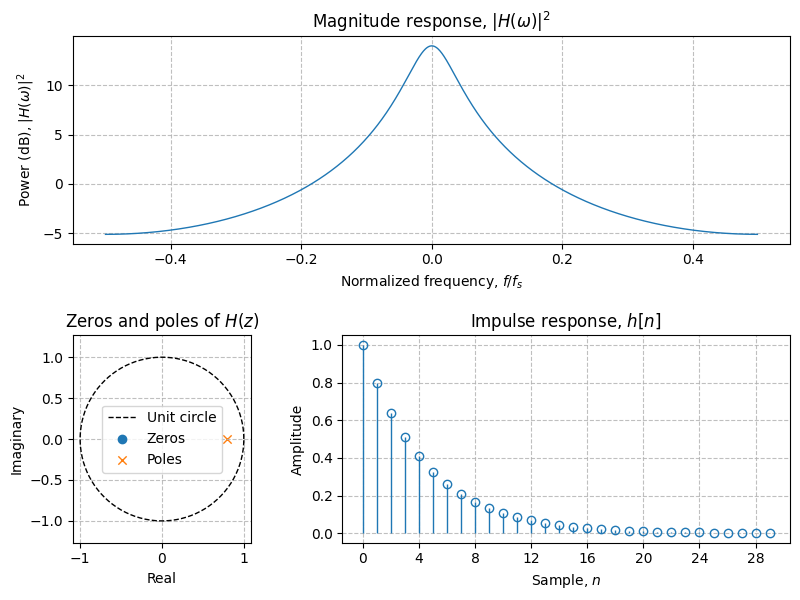 Magnitude response, |H(ω)|²
Power (dB), |H(ω)|²
10
5
0
−5
−0.4 −0.2 0.0 0.2 0.4
Normalized frequency, f/fₛ
Zeros and poles of H(z)
Imaginary
1.0
0.5
0.0
−0.5
−1.0
Unit circle
Zeros
Poles
−1 0 1
Real
Impulse response, h[n]
Amplitude
1.0
0.8
0.6
0.4
0.2
0.0
0 4 8 12 16 20 24 28
Sample, n